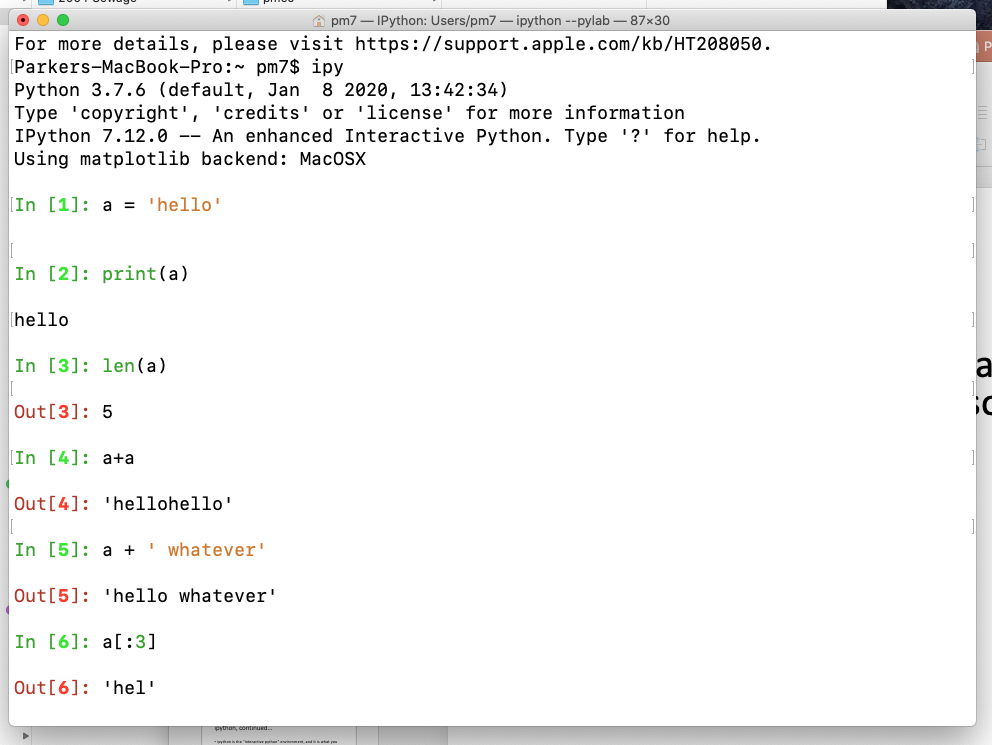 pm7 — IPython: Users/pm7 — ipython --pylab — 87×30
For more details, please visit https://support.apple.com/kb/HT208050.
Parkers-MacBook-Pro:~ pm7$ ipy
Python 3.7.6 (default, Jan  8 2020, 13:42:34)
Type 'copyright', 'credits' or 'license' for more information
IPython 7.12.0 -- An enhanced Interactive Python. Type '?' for help.
Using matplotlib backend: MacOSX
In [1]: a = 'hello'
In [2]: print(a)
hello
In [3]: len(a)
Out[3]: 5
In [4]: a+a
Out[4]: 'hellohello'
In [5]: a + ' whatever'
Out[5]: 'hello whatever'
In [6]: a[:3]
Out[6]: 'hel'
ipython, continued...